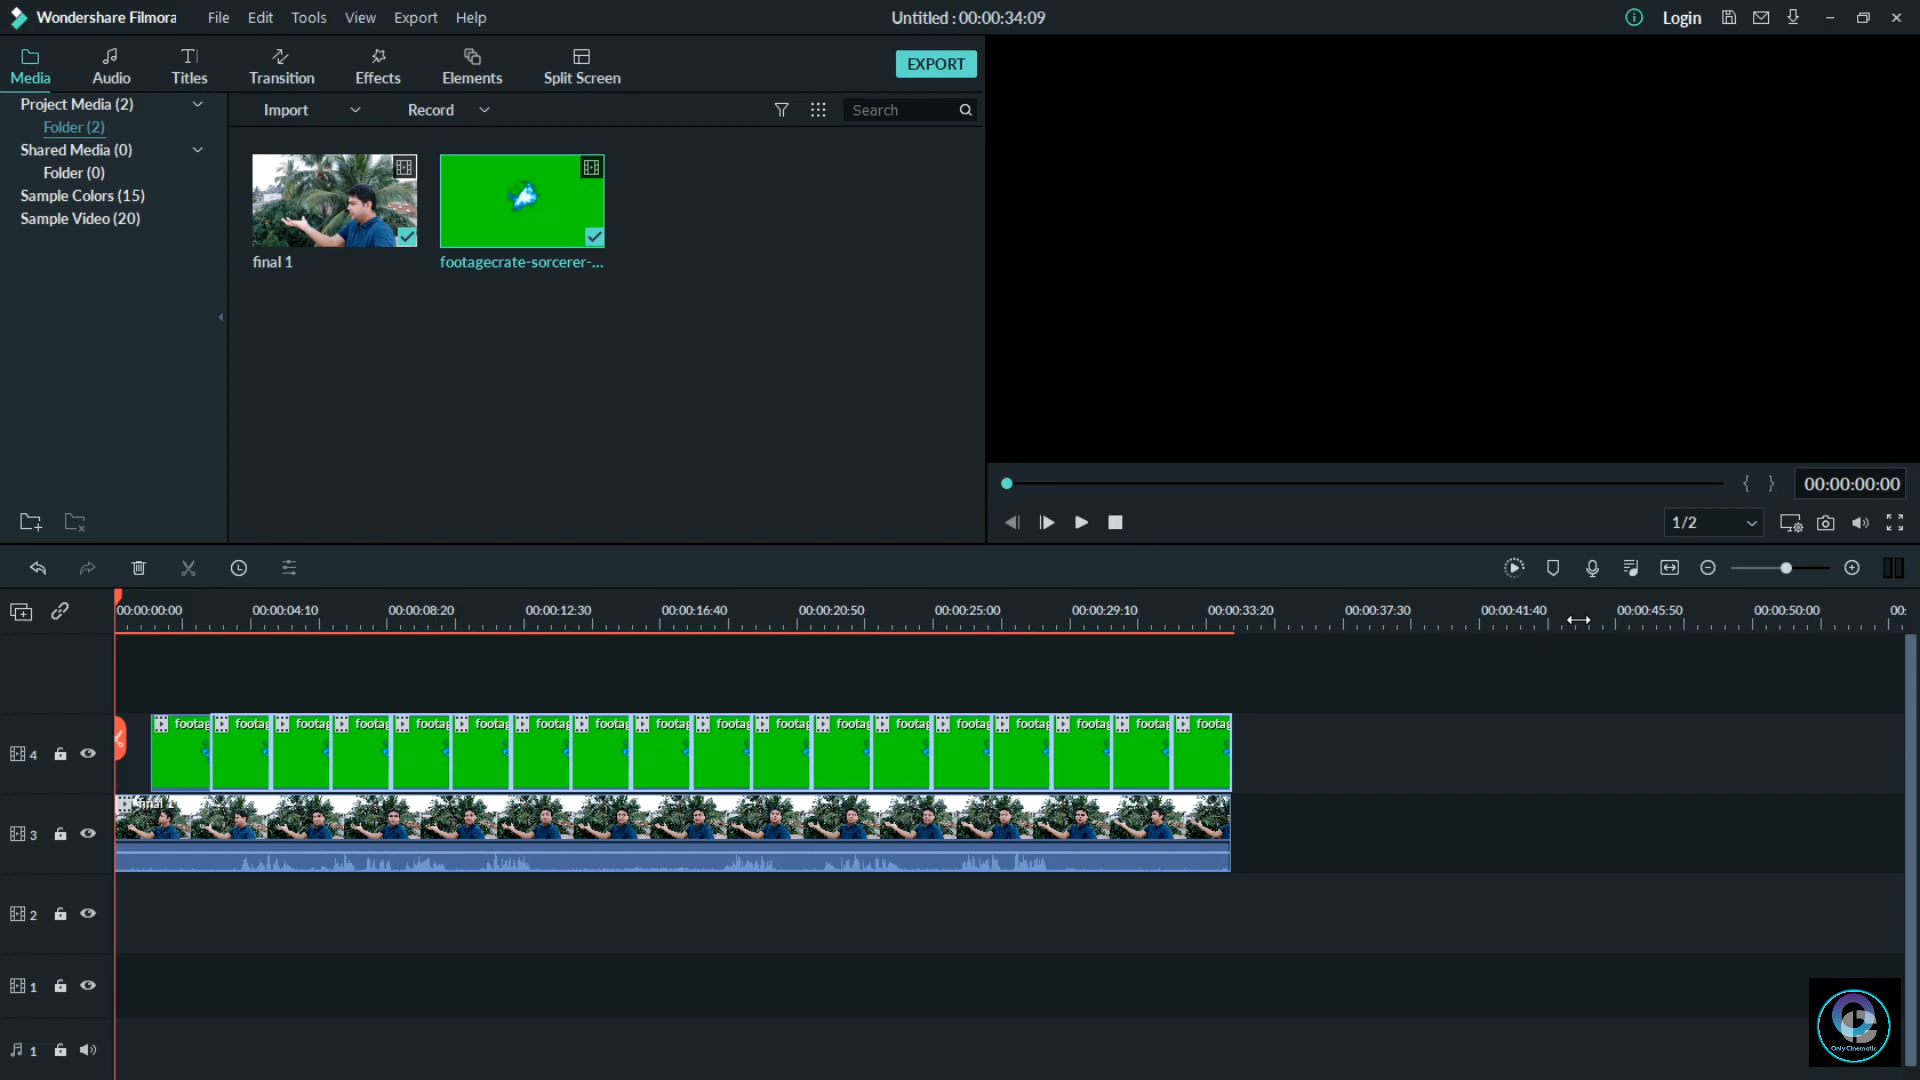 Wondershare Filmora File Edit Tools View Export Help Untitled : 00:00:34:09 Login
Media Audio Titles Transition Effects Elements Split Screen EXPORT
Project Media (2)
Folder (2)
Shared Media (0)
Folder (0)
Sample Colors (15)
Sample Video (20)
Import Record Search
final 1 footagecrate-sorcerer-...
00:00:00:00
1/2
00:00:00:00 00:00:04:10 00:00:08:20 00:00:12:30 00:00:16:40 00:00:20:50 00:00:25:00 00:00:29:10 00:00:33:20 00:00:37:30 00:00:41:40 00:00:45:50 00:00:50:00 00:
4 footag footag footag footag footag footag footag footag footag footag footag footag footag footag footag footag footag footag
3 final 1
2
1
1
Only Cinematic